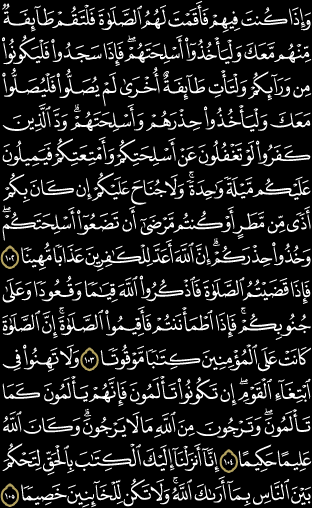 وَإِذَا كُنتَ فِيهِمْ فَأَقَمْتَ لَهُمُ ٱلصَّلَوٰةَ فَلْتَقُمْ طَآئِفَةٌ
مِّنْهُم مَّعَكَ وَلْيَأْخُذُوٓا۟ أَسْلِحَتَهُمْ ۖ فَإِذَا سَجَدُوا۟ فَلْيَكُونُوا۟
مِن وَرَآئِكُمْ وَلْتَأْتِ طَآئِفَةٌ أُخْرَىٰ لَمْ يُصَلُّوا۟ فَلْيُصَلُّوا۟
مَعَكَ وَلْيَأْخُذُوا۟ حِذْرَهُمْ وَأَسْلِحَتَهُمْ ۗ وَدَّ ٱلَّذِينَ
كَفَرُوا۟ لَوْ تَغْفُلُونَ عَنْ أَسْلِحَتِكُمْ وَأَمْتِعَتِكُمْ فَيَمِيلُونَ
عَلَيْكُم مَّيْلَةً وَٰحِدَةً ۚ وَلَا جُنَاحَ عَلَيْكُمْ إِن كَانَ بِكُمْ
أَذًى مِّن مَّطَرٍ أَوْ كُنتُم مَّرْضَىٰٓ أَن تَضَعُوٓا۟ أَسْلِحَتَكُمْ ۖ
وَخُذُوا۟ حِذْرَكُمْ ۗ إِنَّ ٱللَّهَ أَعَدَّ لِلْكَٰفِرِينَ عَذَابًا مُّهِينًا ١٠٢
فَإِذَا قَضَيْتُمُ ٱلصَّلَوٰةَ فَٱذْكُرُوا۟ ٱللَّهَ قِيَٰمًا وَقُعُودًا وَعَلَىٰ
جُنُوبِكُمْ ۚ فَإِذَا ٱطْمَأْنَنتُمْ فَأَقِيمُوا۟ ٱلصَّلَوٰةَ ۚ إِنَّ ٱلصَّلَوٰةَ
كَانَتْ عَلَى ٱلْمُؤْمِنِينَ كِتَٰبًا مَّوْقُوتًا ١٠٣ وَلَا تَهِنُوا۟ فِى
ٱبْتِغَآءِ ٱلْقَوْمِ ۖ إِن تَكُونُوا۟ تَأْلَمُونَ فَإِنَّهُمْ يَأْلَمُونَ كَمَا
تَأْلَمُونَ ۖ وَتَرْجُونَ مِنَ ٱللَّهِ مَا لَا يَرْجُونَ ۗ وَكَانَ ٱللَّهُ
عَلِيمًا حَكِيمًا ١٠٤ إِنَّآ أَنزَلْنَآ إِلَيْكَ ٱلْكِتَٰبَ بِٱلْحَقِّ لِتَحْكُمَ
بَيْنَ ٱلنَّاسِ بِمَآ أَرَىٰكَ ٱللَّهُ ۚ وَلَا تَكُن لِّلْخَآئِنِينَ خَصِيمًا ١٠٥